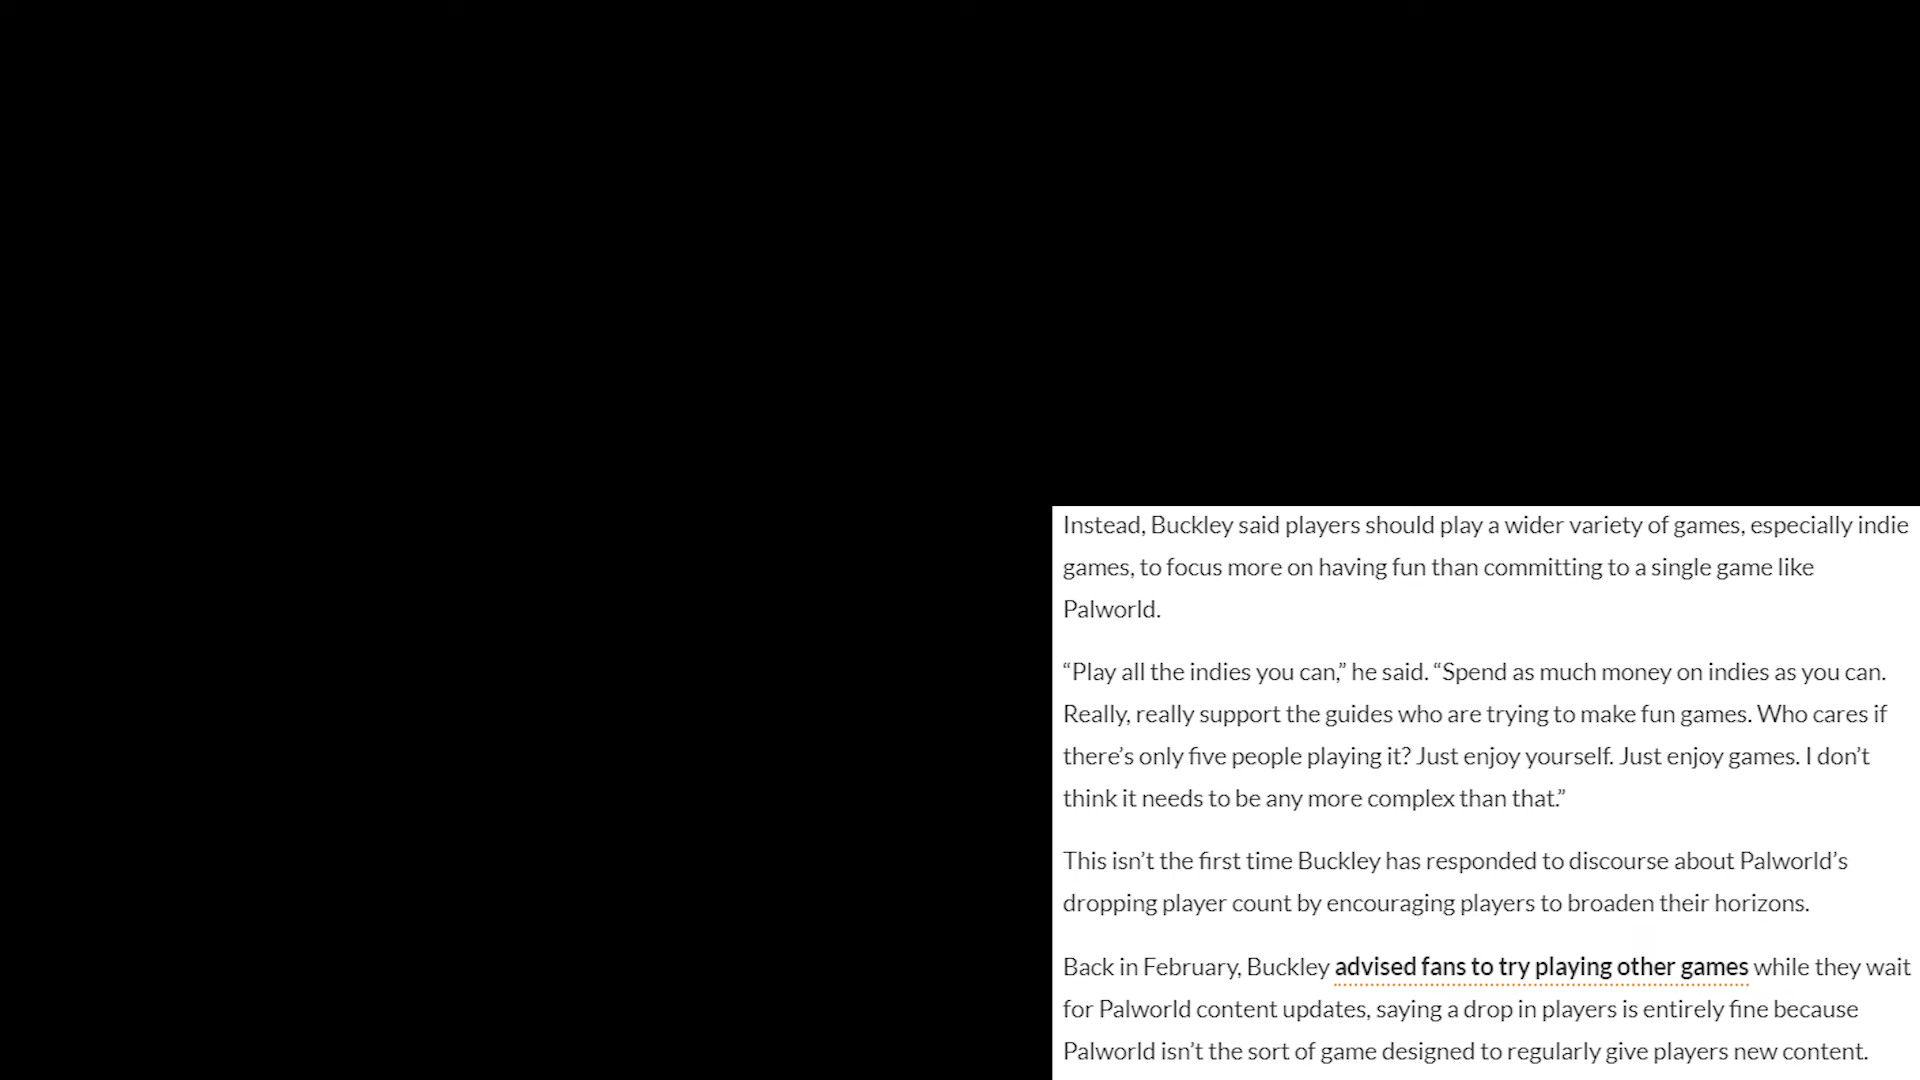 Instead, Buckley said players should play a wider variety of games, especially indie
games, to focus more on having fun than committing to a single game like
Palworld.
“Play all the indies you can,” he said. “Spend as much money on indies as you can.
Really, really support the guides who are trying to make fun games. Who cares if
there’s only five people playing it? Just enjoy yourself. Just enjoy games. I don’t
think it needs to be any more complex than that.”
This isn’t the first time Buckley has responded to discourse about Palworld’s
dropping player count by encouraging players to broaden their horizons.
Back in February, Buckley advised fans to try playing other games while they wait
for Palworld content updates, saying a drop in players is entirely fine because
Palworld isn’t the sort of game designed to regularly give players new content.